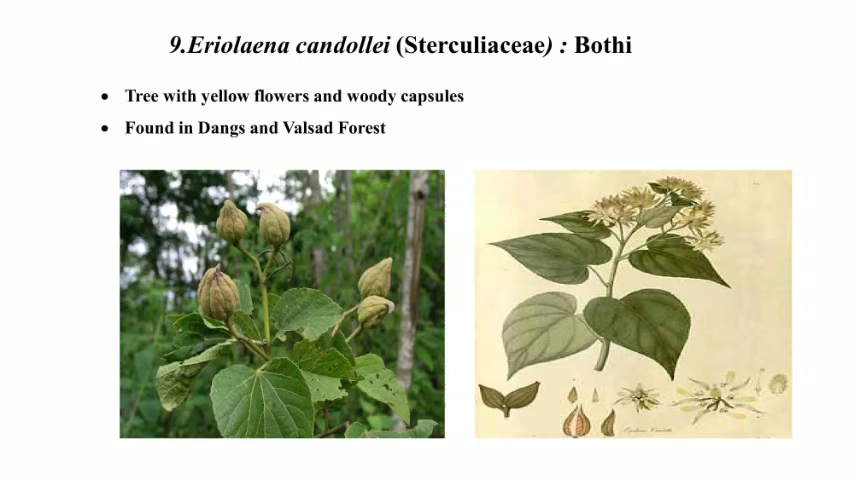 9.Eriolaena candollei (Sterculiaceae) : Bothi
• Tree with yellow flowers and woody capsules
• Found in Dangs and Valsad Forest